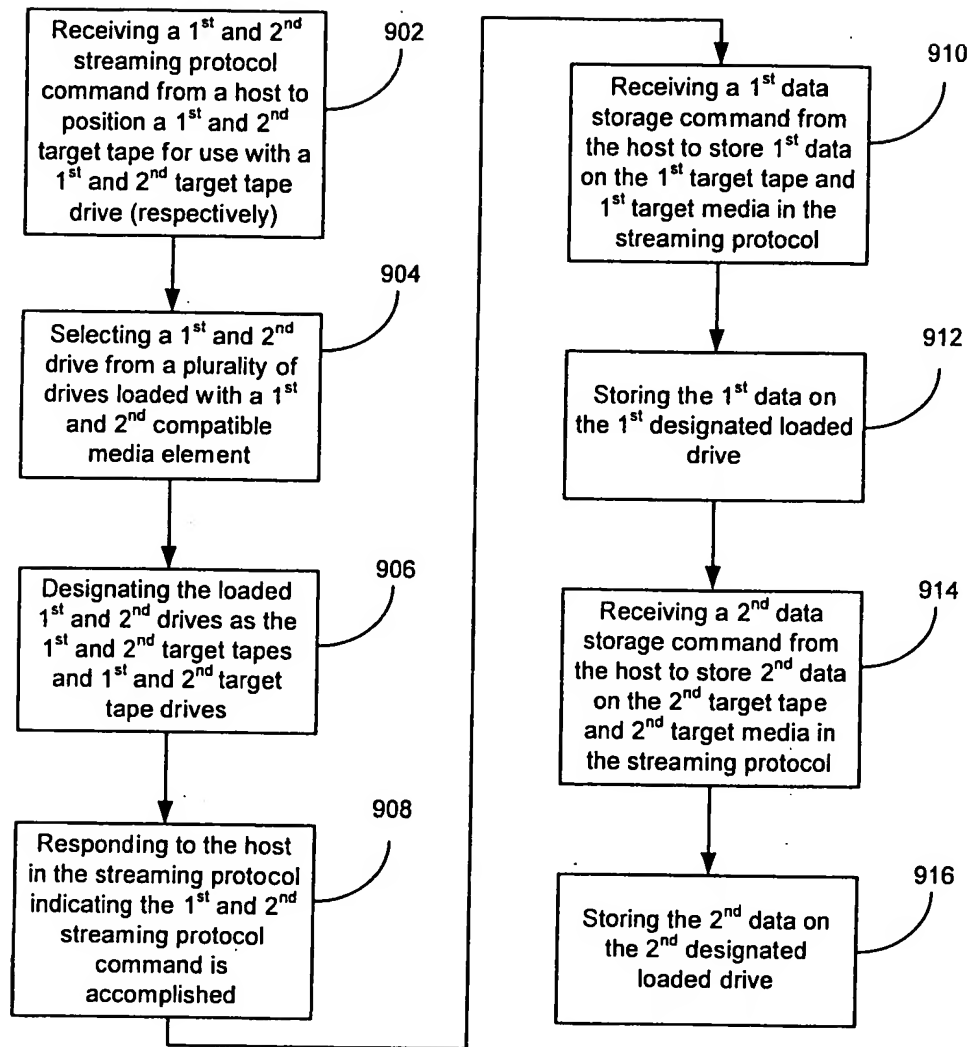 Receiving a 1st and 2nd
streaming protocol
command from a host to
position a 1st and 2nd
target tape for use with a
1st and 2nd target tape
drive (respectively)
902
Selecting a 1st and 2nd
drive from a plurality of
drives loaded with a 1st
and 2nd compatible
media element
904
Designating the loaded
1st and 2nd drives as the
1st and 2nd target tapes
and 1st and 2nd target
tape drives
906
Responding to the host
in the streaming protocol
indicating the 1st and 2nd
streaming protocol
command is
accomplished
908
Receiving a 1st data
storage command from
the host to store 1st data
on the 1st target tape and
1st target media in the
streaming protocol
910
Storing the 1st data on
the 1st designated loaded
drive
912
Receiving a 2nd data
storage command from
the host to store 2nd data
on the 2nd target tape
and 2nd target media in
the streaming protocol
914
Storing the 2nd data on
the 2nd designated
loaded drive
916